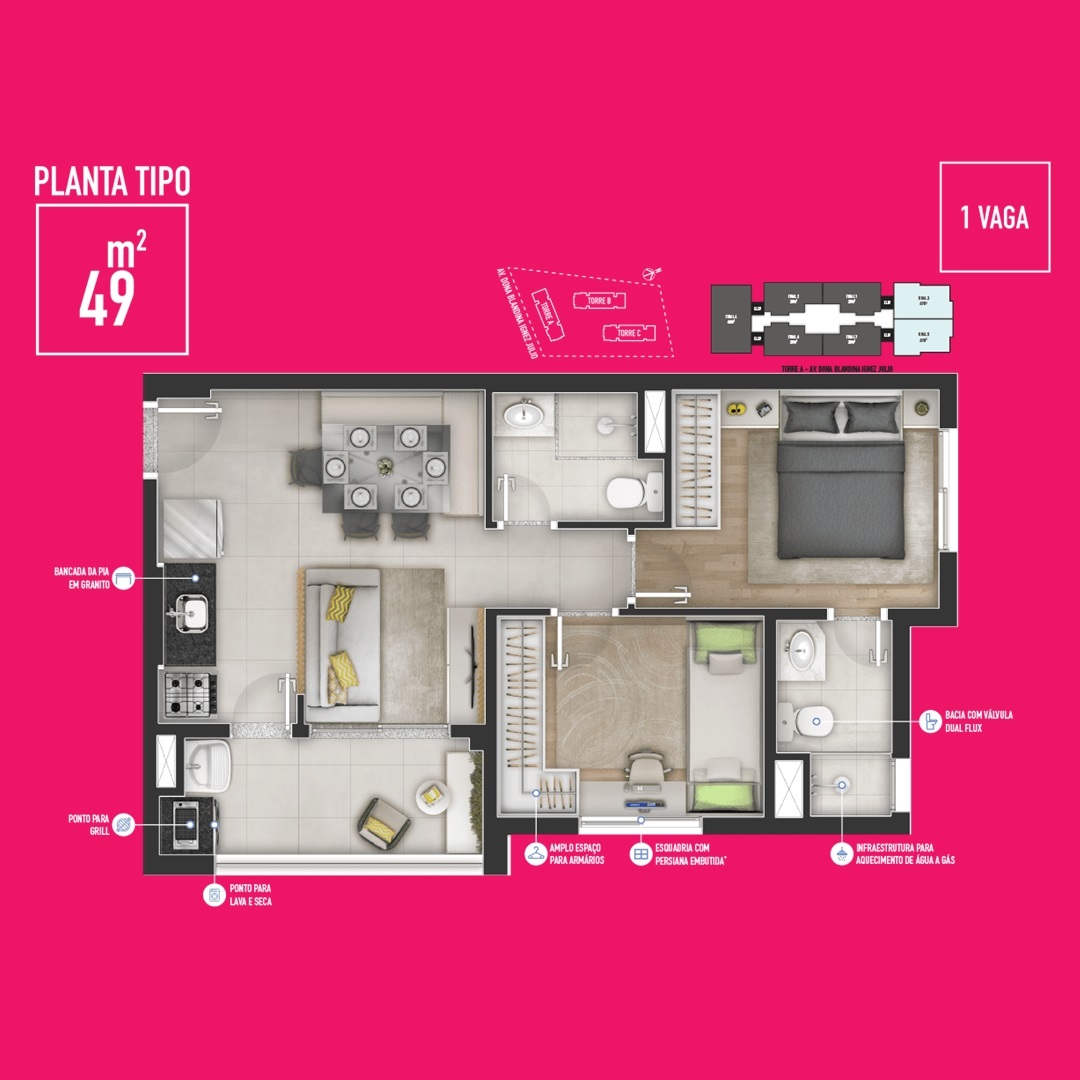 PLANTA TIPO
49 m²
1 VAGA
AV. DONA BLANDINA IGNEZ JULIO
TORRE A
TORRE B
TORRE C
N
TORRE A - AV. DONA BLANDINA IGNEZ JULIO
BANCADA DA PIA
EM GRANITO
BACIA COM VÁLVULA
DUAL FLUX
PONTO PARA
GRILL
PONTO PARA
LAVA E SECA
AMPLO ESPAÇO
PARA ARMÁRIOS
ESQUADRIA COM
PERSIANA EMBUTIDA*
INFRAESTRUTURA PARA
AQUECIMENTO DE ÁGUA A GÁS